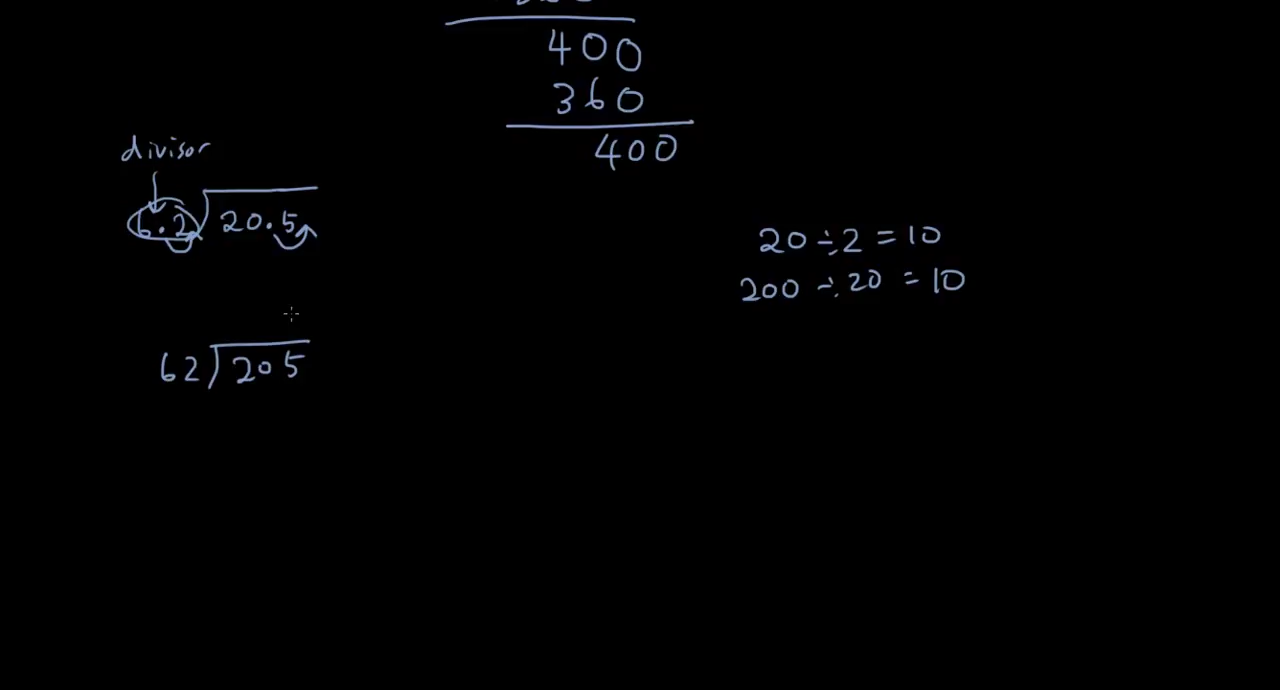 400
360
400
divisor
6.2 20.5
20 ÷ 2 = 10
200 ÷ 20 = 10
62 205